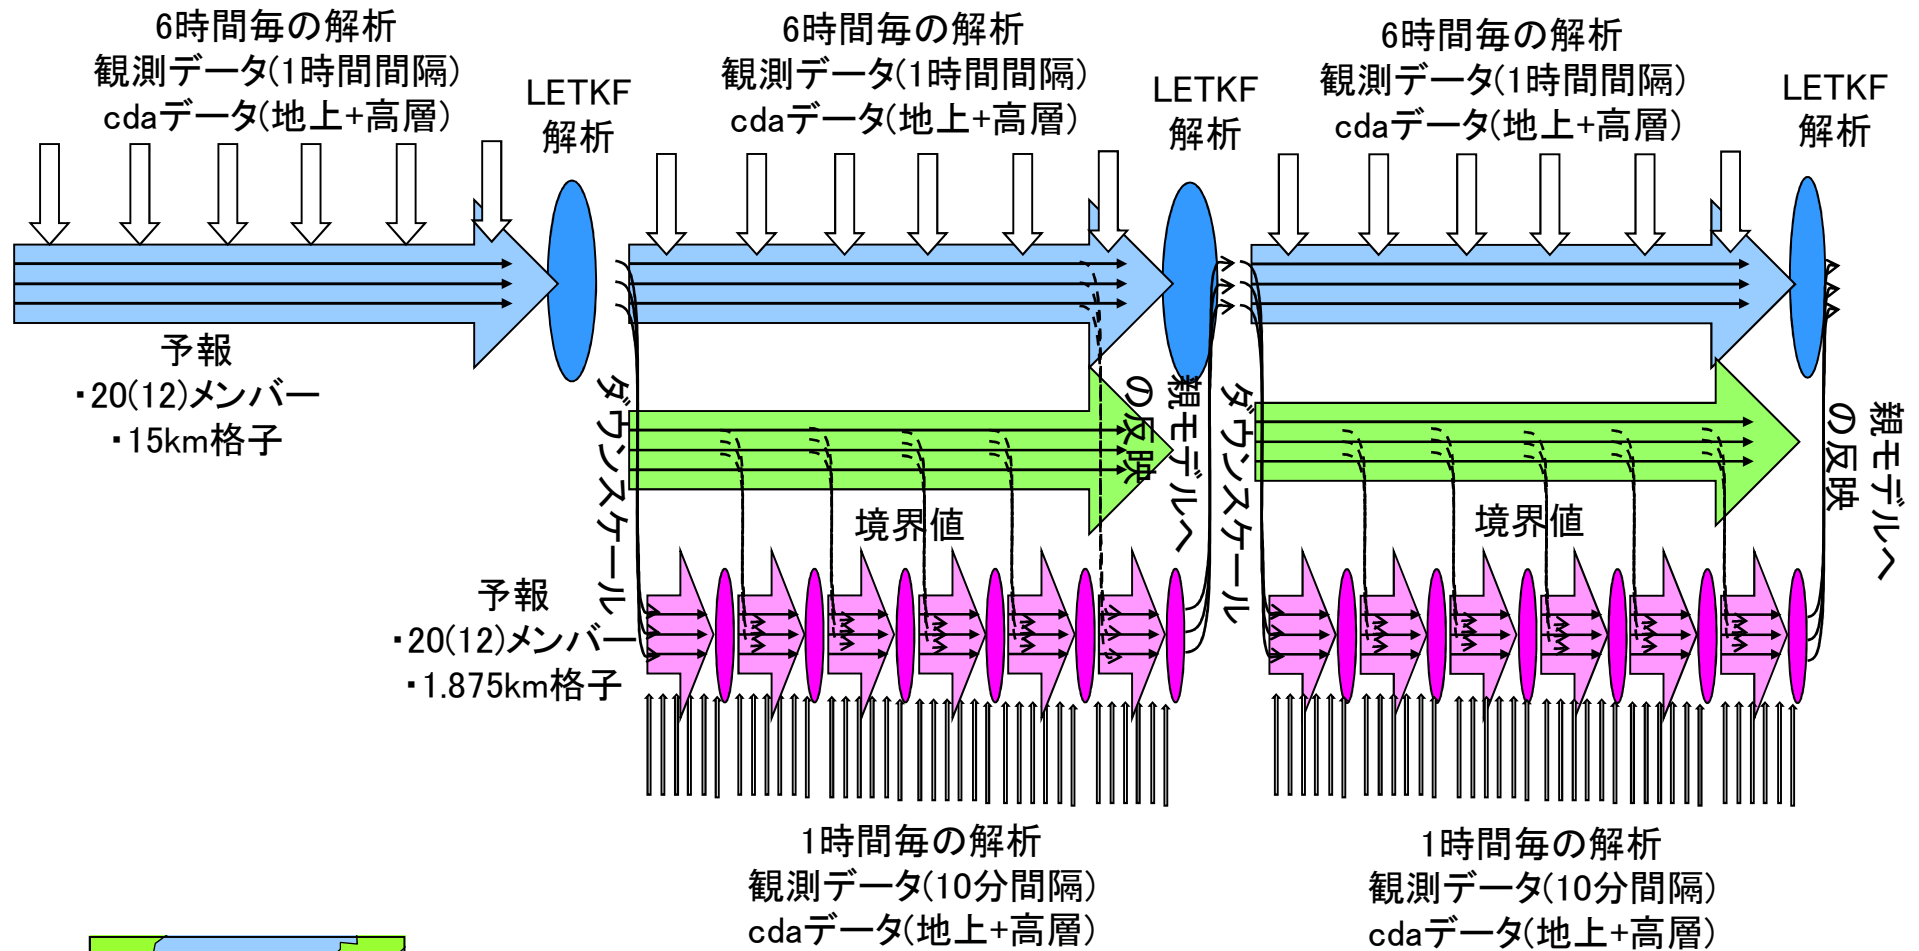 6時間毎の解析
観測データ(1時間間隔)
cdaデータ(地上+高層)
LETKF
解析
6時間毎の解析
観測データ(1時間間隔)
cdaデータ(地上+高層)
LETKF
解析
6時間毎の解析
観測データ(1時間間隔)
cdaデータ(地上+高層)
LETKF
解析
予報
・20(12)メンバー
・15km格子
ダウンスケール
親モデルへ
の反映
ダウンスケール
親モデルへ
の反映
境界値
境界値
予報
・20(12)メンバー
・1.875km格子
1時間毎の解析
観測データ(10分間隔)
cdaデータ(地上+高層)
1時間毎の解析
観測データ(10分間隔)
cdaデータ(地上+高層)